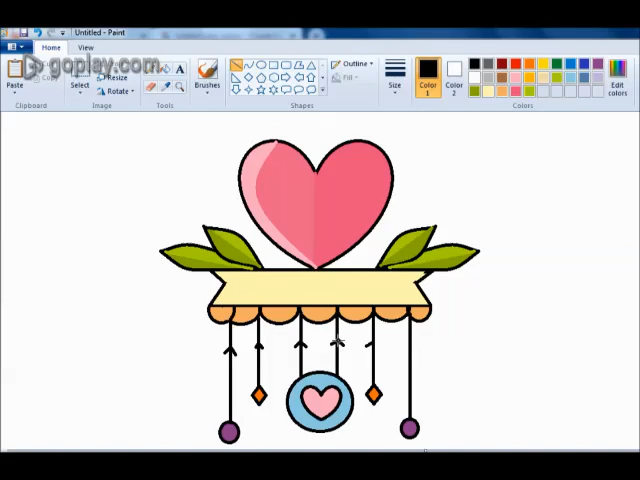 Untitled - Paint
Home View
goplay.com
Paste
Select
Resize
Rotate
Brushes
Outline
Fill
Size
Color 1
Color 2
Edit colors
Clipboard Image Tools Shapes Colors